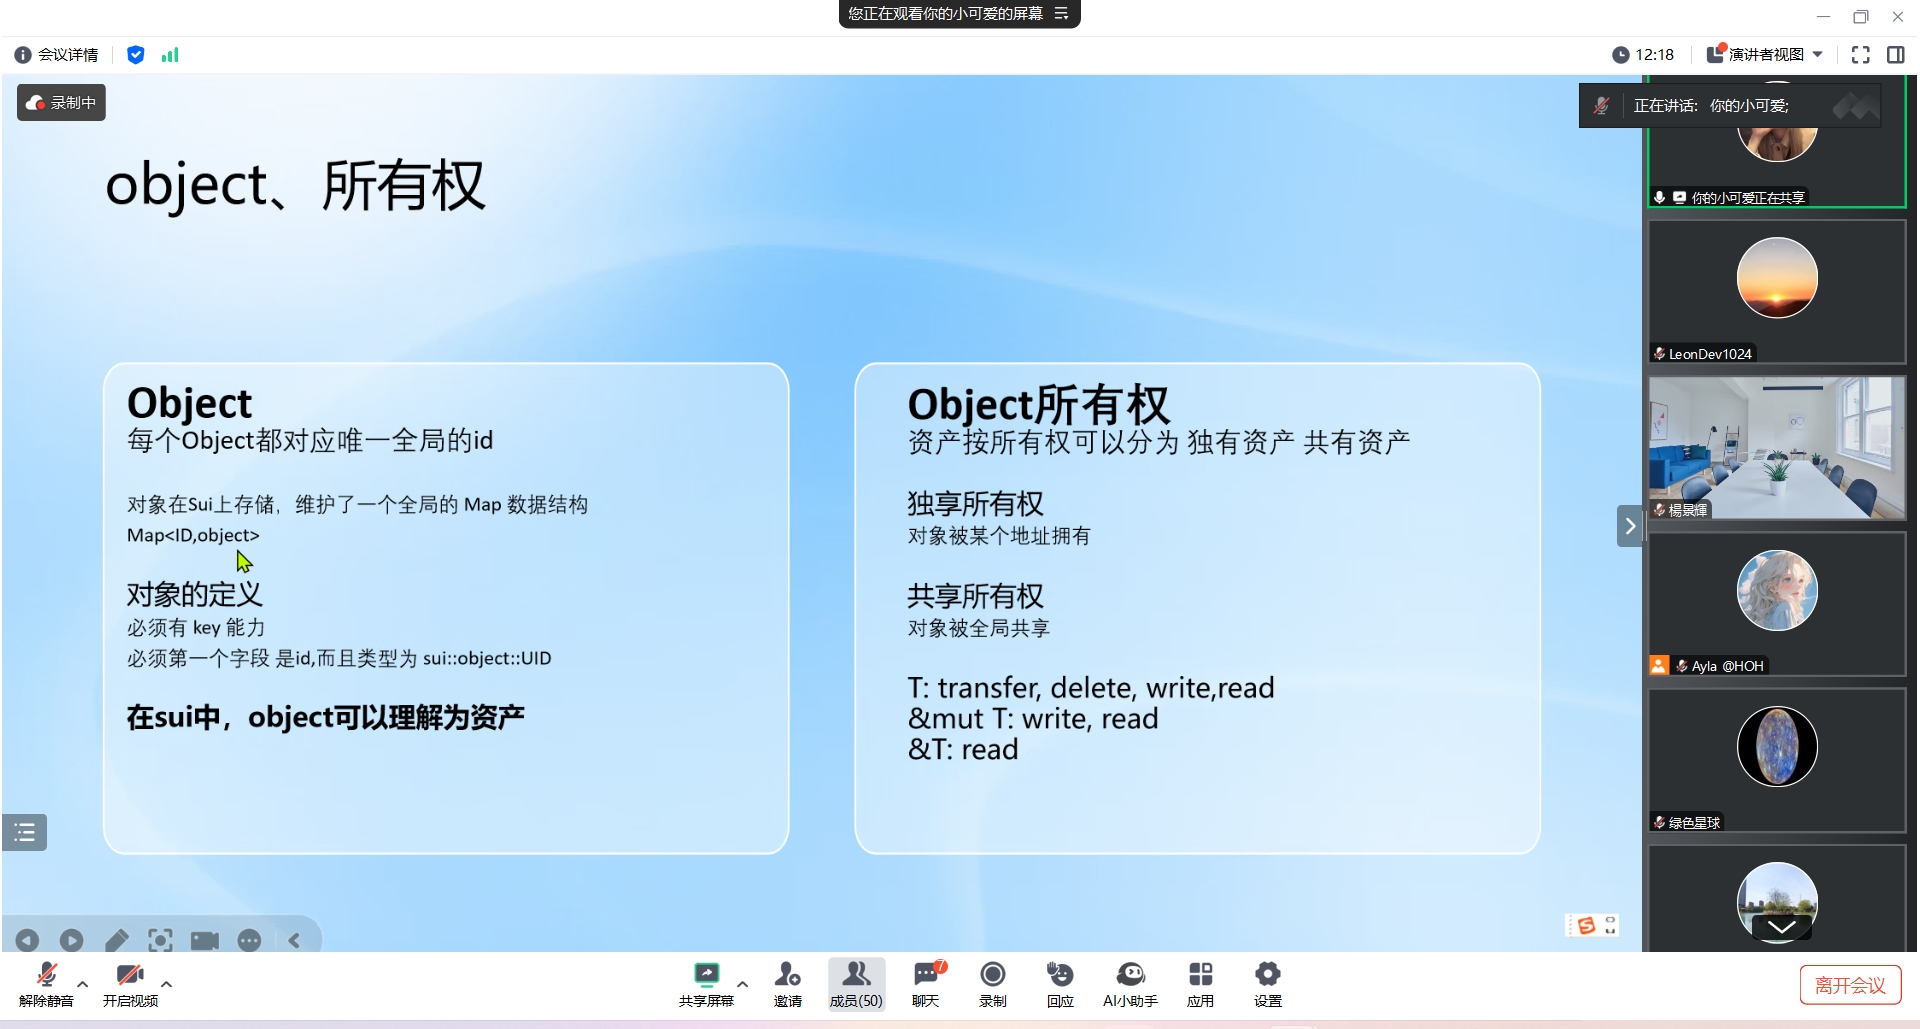 您正在观看你的小可爱的屏幕
会议详情
12:18
演讲者视图
录制中
正在讲话: 你的小可爱;
object、所有权
Object
每个Object都对应唯一全局的id
对象在Sui上存储，维护了一个全局的 Map 数据结构
Map<ID,object>
对象的定义
必须有 key 能力
必须第一个字段 是id,而且类型为 sui::object::UID
在sui中，object可以理解为资产
Object所有权
资产按所有权可以分为 独有资产 共有资产
独享所有权
对象被某个地址拥有
共享所有权
对象被全局共享
T: transfer, delete, write,read
&mut T: write, read
&T: read
你的小可爱正在共享
LeonDev1024
楊景輝
Ayla @HOH
绿色星球
解除静音
开启视频
共享屏幕
邀请
成员(50)
7
聊天
录制
回应
AI小助手
应用
设置
离开会议